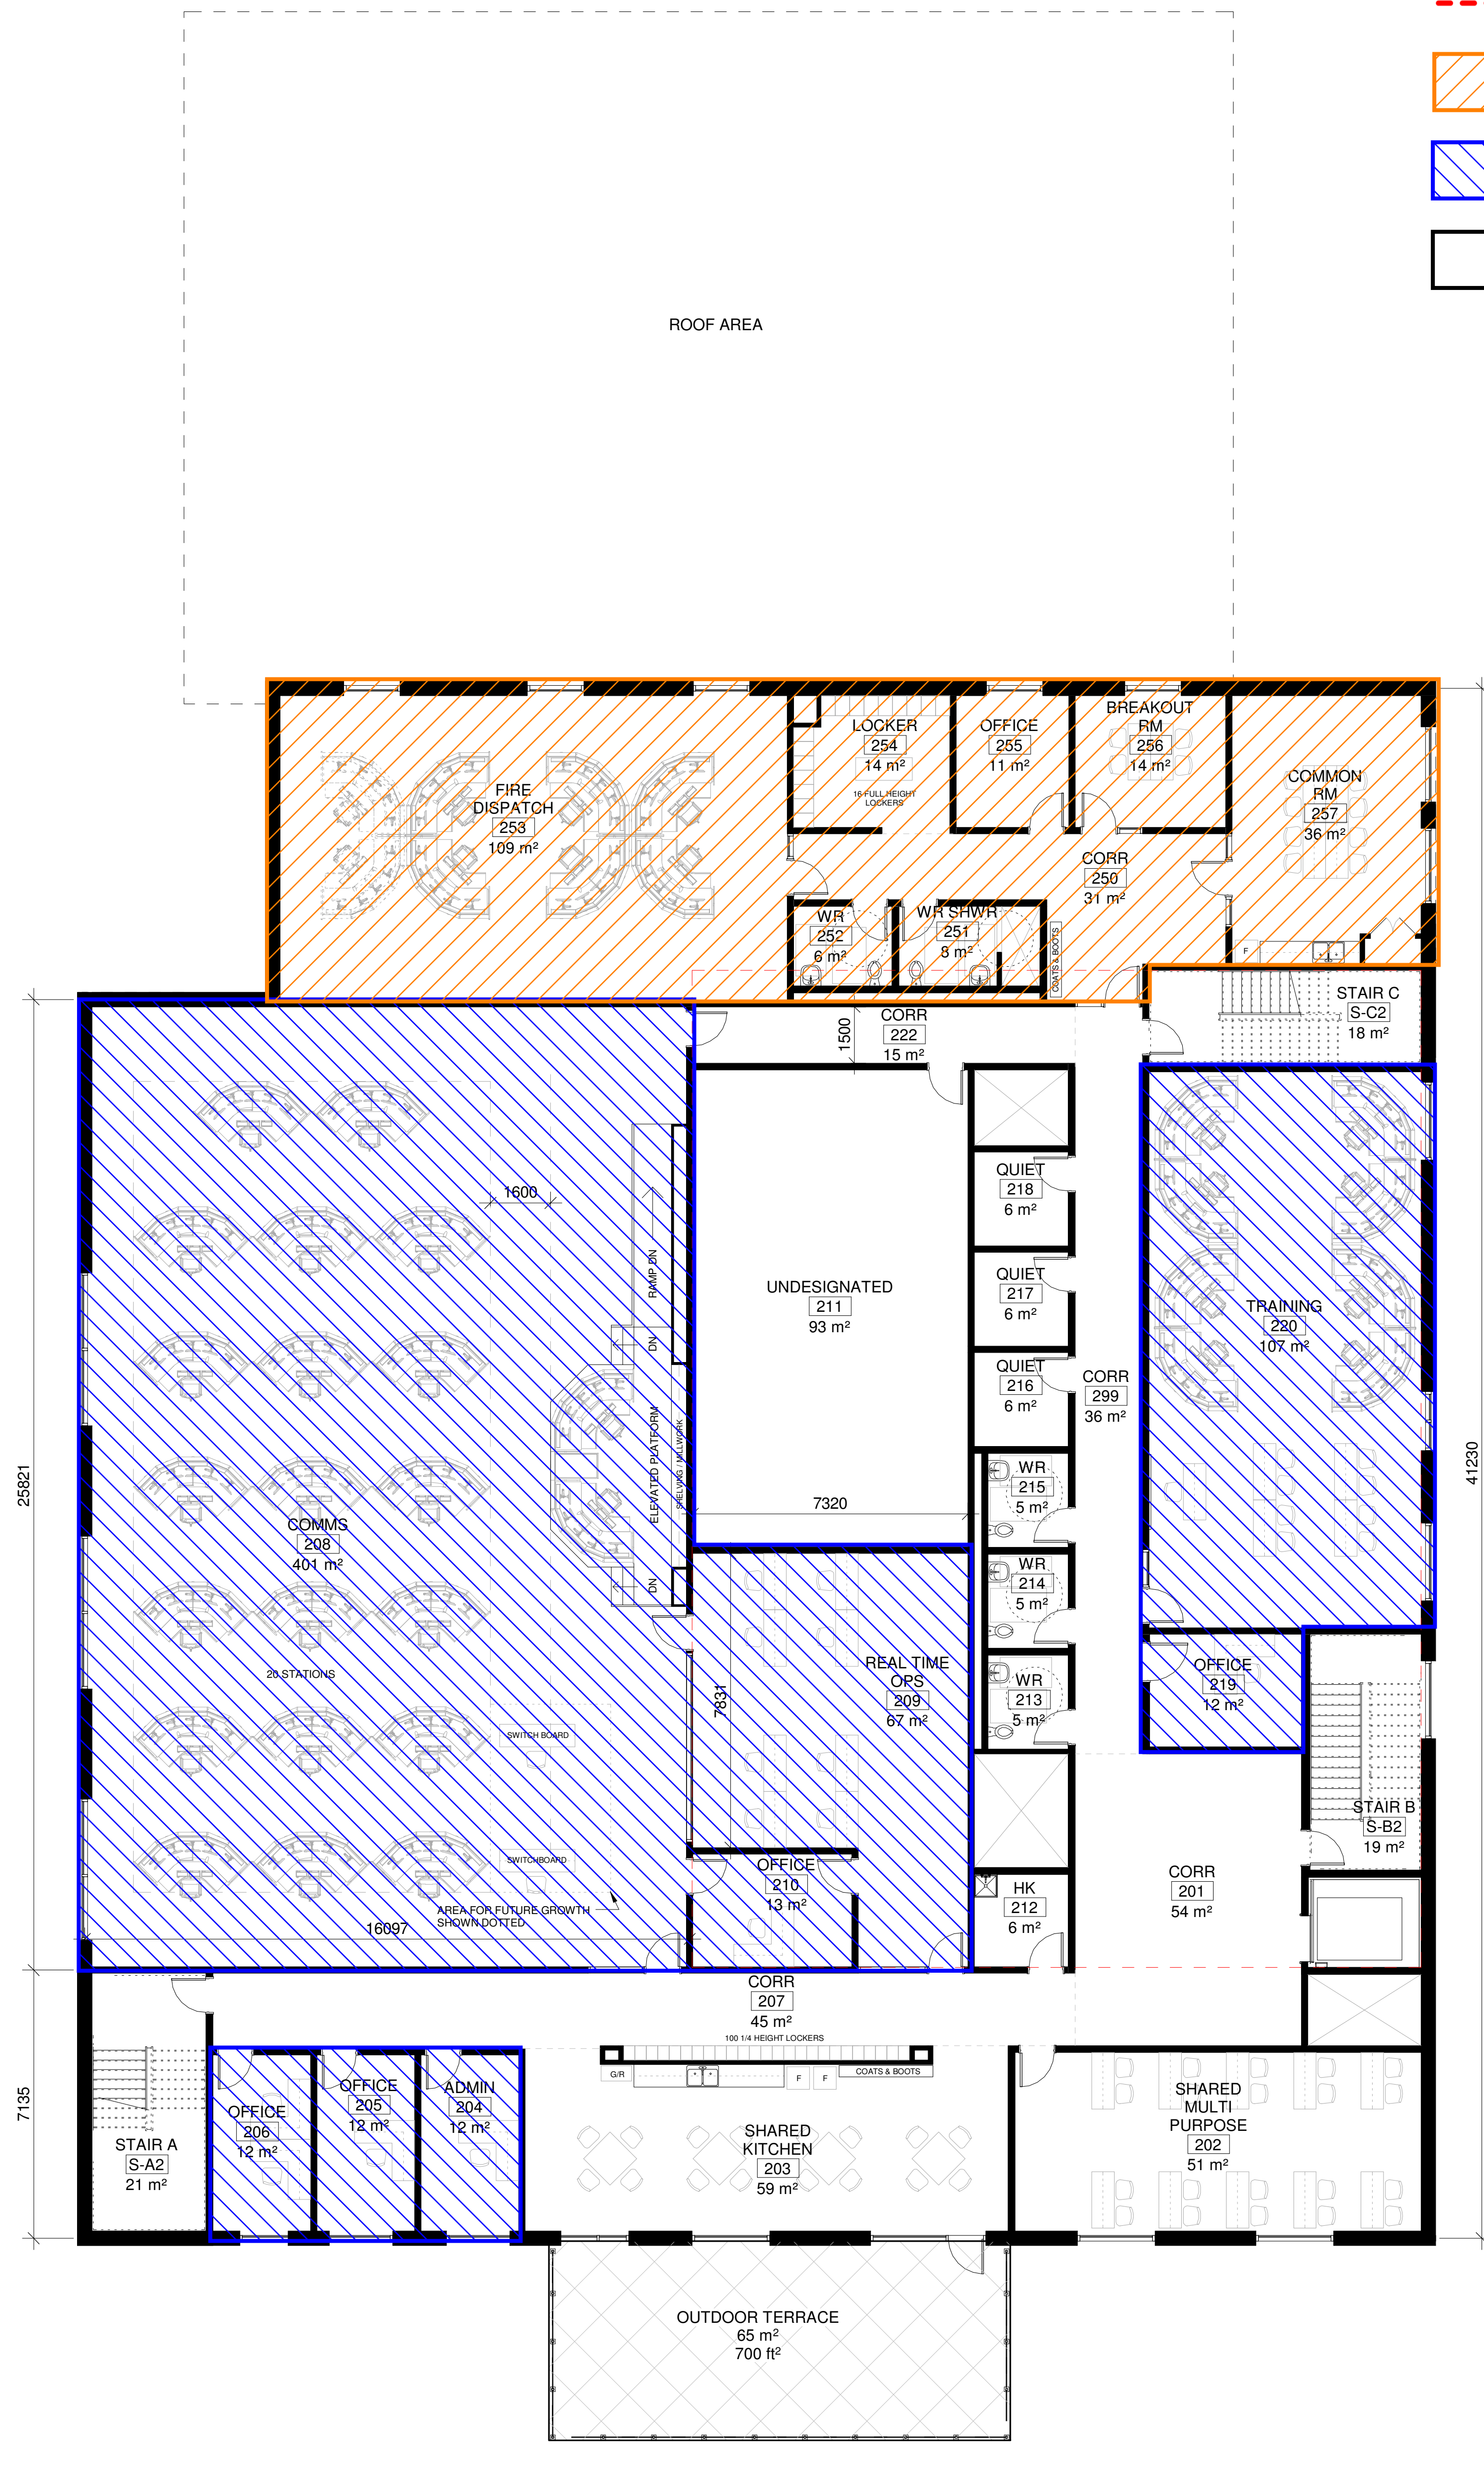 ROOF AREA
LOCKER
254
14 m²
16 FULL HEIGHT
LOCKERS
OFFICE
255
11 m²
BREAKOUT
RM
256
14 m²
COMMON
RM
257
36 m²
FIRE
DISPATCH
253
109 m²
CORR
250
31 m²
WR
252
6 m²
WR SHWR
251
8 m²
COATS & BOOTS
F
STAIR C
S-C2
18 m²
CORR
222
15 m²
1500
1600
QUIET
218
6 m²
RAMP DN
UNDESIGNATED
211
93 m²
QUIET
217
6 m²
TRAINING
220
107 m²
DN
QUIET
216
6 m²
CORR
299
36 m²
ELEVATED PLATFORM
SHELVING / MILLWORK
25821
41230
WR
215
5 m²
7320
COMMS
208
401 m²
DN
WR
214
5 m²
20 STATIONS
REAL TIME
OPS
209
67 m²
7831
WR
213
5 m²
OFFICE
219
12 m²
SWITCH BOARD
STAIR B
S-B2
19 m²
SWITCHBOARD
OFFICE
210
13 m²
HK
212
6 m²
CORR
201
54 m²
AREA FOR FUTURE GROWTH
SHOWN DOTTED
16097
CORR
207
45 m²
100 1/4 HEIGHT LOCKERS
G/R
F
F
COATS & BOOTS
7135
STAIR A
S-A2
21 m²
OFFICE
206
12 m²
OFFICE
205
12 m²
ADMIN
204
12 m²
SHARED
KITCHEN
203
59 m²
SHARED
MULTI
PURPOSE
202
51 m²
OUTDOOR TERRACE
65 m²
700 ft²